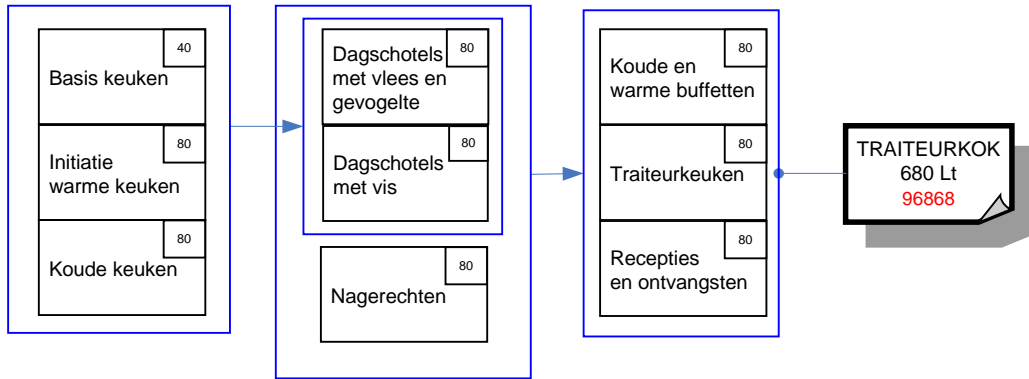 40
Basis keuken
80
Initiatie
warme keuken
80
Koude keuken
80
Dagschotels
met vlees en
gevogelte
80
Dagschotels
met vis
80
Nagerechten
80
Koude en
warme buffetten
80
Traiteurkeuken
80
Recepties
en ontvangsten
TRAITEURKOK
680 Lt
96868